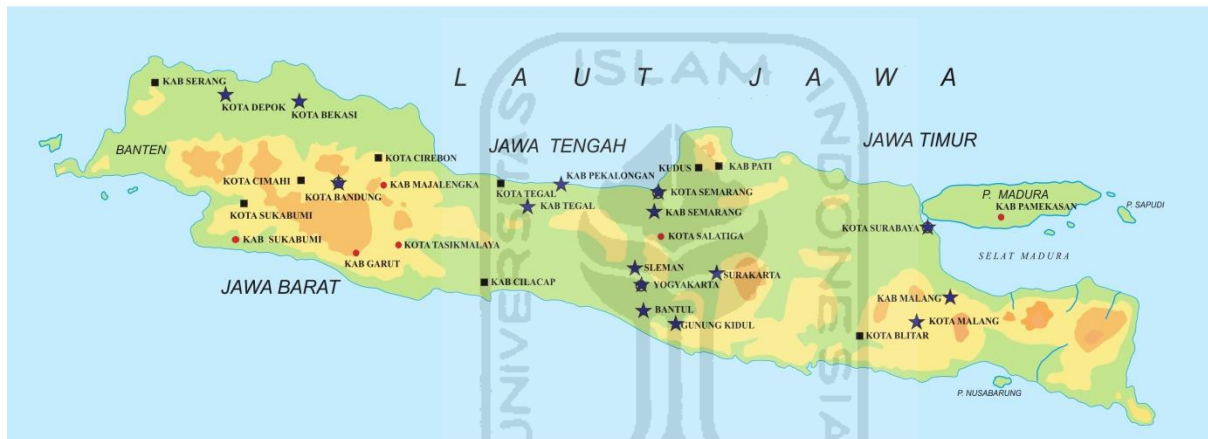 L A U T J A W A
UNIVERSITAS
ISLAM
INDONESIA
KAB SERANG
KOTA DEPOK
KOTA BEKASI
BANTEN
KOTA CIREBON
KOTA CIMAHI
KOTA BANDUNG
KAB MAJALENGKA
KOTA SUKABUMI
KAB SUKABUMI
KOTA TASIKMALAYA
KAB GARUT
JAWA BARAT
JAWA TENGAH
KOTA TEGAL
KAB PEKALONGAN
KAB TEGAL
KUDUS
KAB PATI
KOTA SEMARANG
KAB SEMARANG
KOTA SALATIGA
SLEMAN
SURAKARTA
YOGYAKARTA
KAB CILACAP
BANTUL
GUNUNG KIDUL
JAWA TIMUR
P. MADURA
KAB PAMEKASAN
P. SAPUDI
KOTA SURABAYA
SELAT MADURA
KAB MALANG
KOTA MALANG
KOTA BLITAR
P. NUSABARUNG